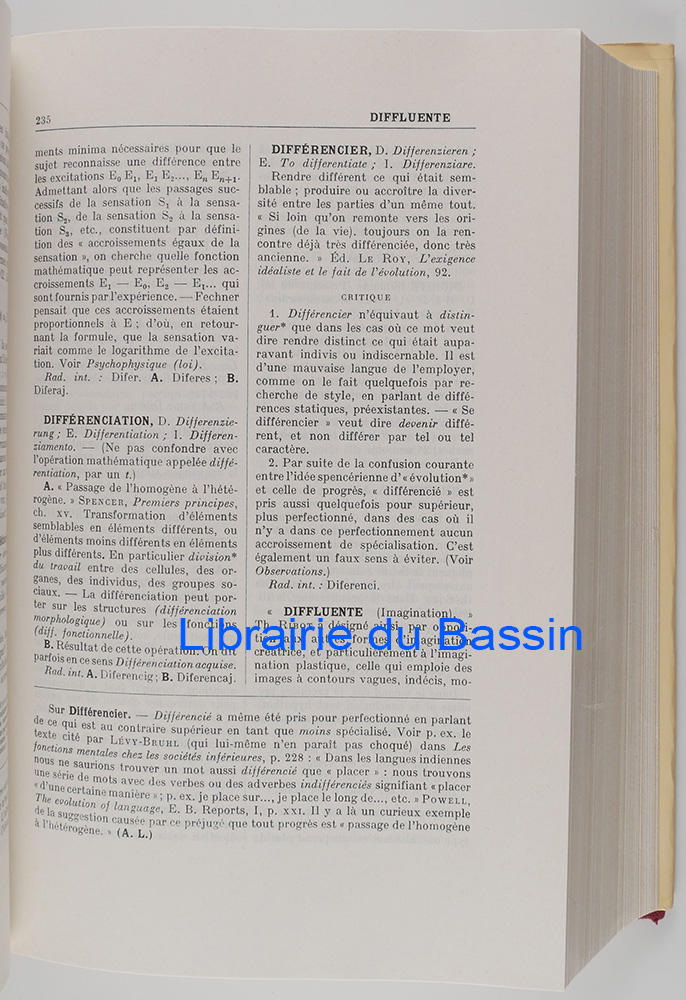 235
DIFFLUENTE
ments minima nécessaires pour que le
sujet reconnaisse une différence entre
les excitations E₀ E₁, E₁ E₂..., Eₙ Eₙ₊₁.
Admettant alors que les passages suc-
cessifs de la sensation S₁ à la sensa-
tion S₂, de la sensation S₂ à la sensa-
tion S₃, etc., constituent par défini-
tion des « accroissements égaux de la
sensation », on cherche quelle fonction
mathématique peut représenter les ac-
croissements E₁ — E₀, E₂ — E₁... qui
sont fournis par l'expérience. — Fechner
pensait que ces accroissements étaient
proportionnels à E ; d'où, en retour-
nant la formule, que la sensation va-
riait comme le logarithme de l'excita-
tion. Voir Psychophysique (loi).
Rad. int. : Difer. A. Diferes ; B.
Diferaj.
DIFFÉRENCIATION, D. Differenzie-
rung ; E. Differentiation ; I. Differen-
ziamento. — (Ne pas confondre avec
l'opération mathématique appelée diffé-
rentiation, par un t.)
A. « Passage de l'homogène à l'hété-
rogène. » SPENCER, Premiers principes,
ch. XV. Transformation d'éléments
semblables en éléments différents, ou
d'éléments moins différents en éléments
plus différents. En particulier division*
du travail entre des cellules, des or-
ganes, des individus, des groupes so-
ciaux. — La différenciation peut por-
ter sur les structures (différenciation
morphologique) ou sur les fonctions
(diff. fonctionnelle).
B. Résultat de cette opération. On dit
parfois en ce sens Différenciation acquise.
Rad. int. A. Diferencig ; B. Diferencaj.
DIFFÉRENCIER, D. Differenzieren ;
E. To differentiate ; I. Differenziare.
Rendre différent ce qui était sem-
blable ; produire ou accroître la diver-
sité entre les parties d'un même tout.
« Si loin qu'on remonte vers les ori-
gines (de la vie). toujours on la ren-
contre déjà très différenciée, donc très
ancienne. » Éd. LE ROY, L'exigence
idéaliste et le fait de l'évolution, 92.
CRITIQUE
1. Différencier n'équivaut à distin-
guer* que dans les cas où ce mot veut
dire rendre distinct ce qui était aupa-
ravant indivis ou indiscernable. Il est
d'une mauvaise langue de l'employer,
comme on le fait quelquefois par re-
cherche de style, en parlant de diffé-
rences statiques, préexistantes. — « Se
différencier » veut dire devenir diffé-
rent, et non différer par tel ou tel
caractère.
2. Par suite de la confusion courante
entre l'idée spencérienne d'« évolution* »
et celle de progrès, « différencié » est
pris aussi quelquefois pour supérieur,
plus perfectionné, dans des cas où il
n'y a dans ce perfectionnement aucun
accroissement de spécialisation. C'est
également un faux sens à éviter. (Voir
Observations.)
Rad. int. : Diferenci.
« DIFFLUENTE (Imagination). »
Th. RIBOT a désigné ainsi, par opposi-
tion aux autres formes d'imagination
créatrice, et particulièrement à l'imagi-
nation plastique, celle qui emploie des
images à contours vagues, indécis, mo-
Librairie du Bassin
Sur Différencier. — Différencié a même été pris pour perfectionné en parlant
de ce qui est au contraire supérieur en tant que moins spécialisé. Voir p. ex. le
texte cité par LÉVY-BRUHL (qui lui-même n'en paraît pas choqué) dans Les
fonctions mentales chez les sociétés inférieures, p. 228 : « Dans les langues indiennes
nous ne saurions trouver un mot aussi différencié que « placer » : nous trouvons
une série de mots avec des verbes ou des adverbes indifférenciés signifiant « placer
« d'une certaine manière » ; p. ex. je place sur..., je place le long de..., etc. » POWELL,
The evolution of language, E. B. Reports, I, p. XXI. Il y a là un curieux exemple
de la suggestion causée par ce préjugé que tout progrès est « passage de l'homogène
à l'hétérogène. » (A. L.)